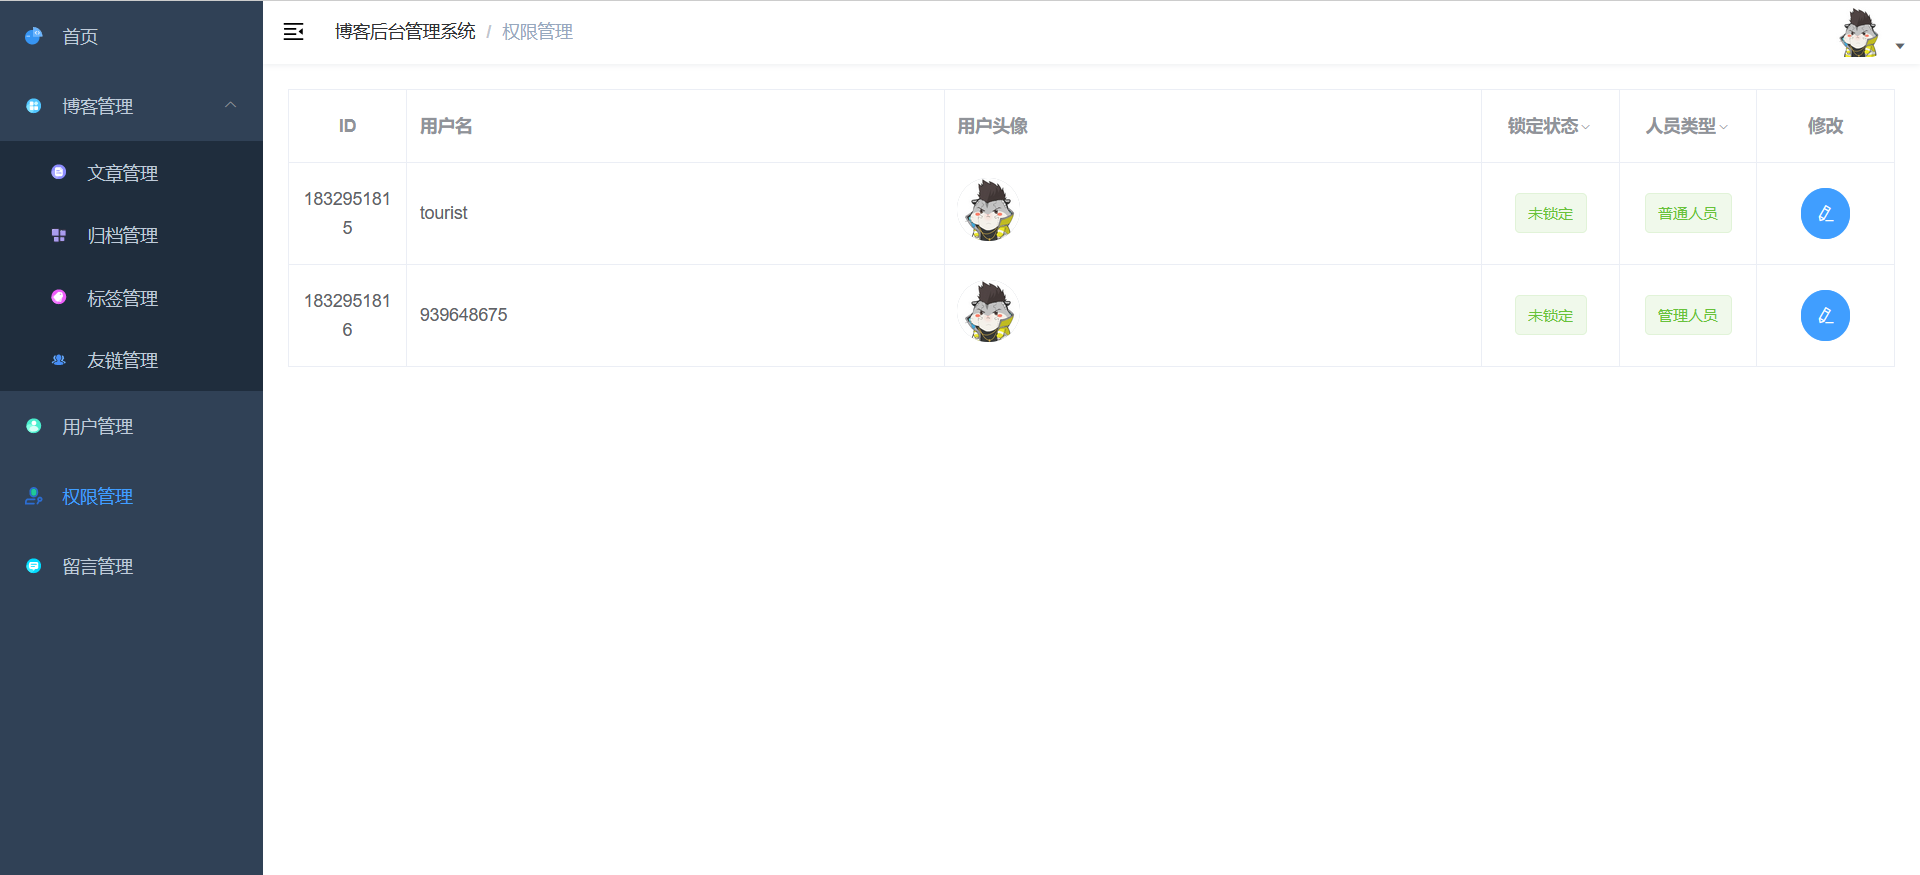 首页
博客管理
文章管理
归档管理
标签管理
友链管理
用户管理
权限管理
留言管理
博客后台管理系统 / 权限管理
ID 用户名 用户头像 锁定状态 人员类型 修改
183295181
5
tourist 未锁定 普通人员
183295181
6
939648675 未锁定 管理人员